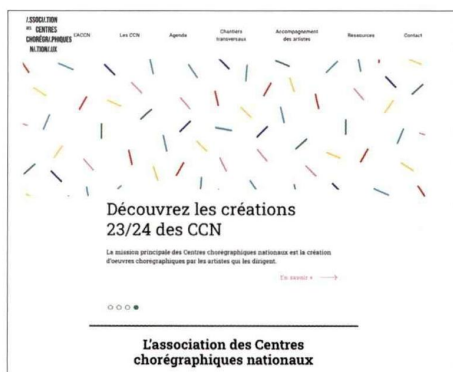 ASSOCIATION
DES CENTRES
CHORÉGRAPHIQUES
NATIONAUX
L'ACCN
Les CCN
Agenda
Chantiers
transversaux
Accompagnement
des artistes
Ressources
Contact
Découvrez les créations
23/24 des CCN
La mission principale des Centres chorégraphiques nationaux est la création
d'oeuvres chorégraphiques par les artistes qui les dirigent.
En savoir +
L'association des Centres
chorégraphiques nationaux